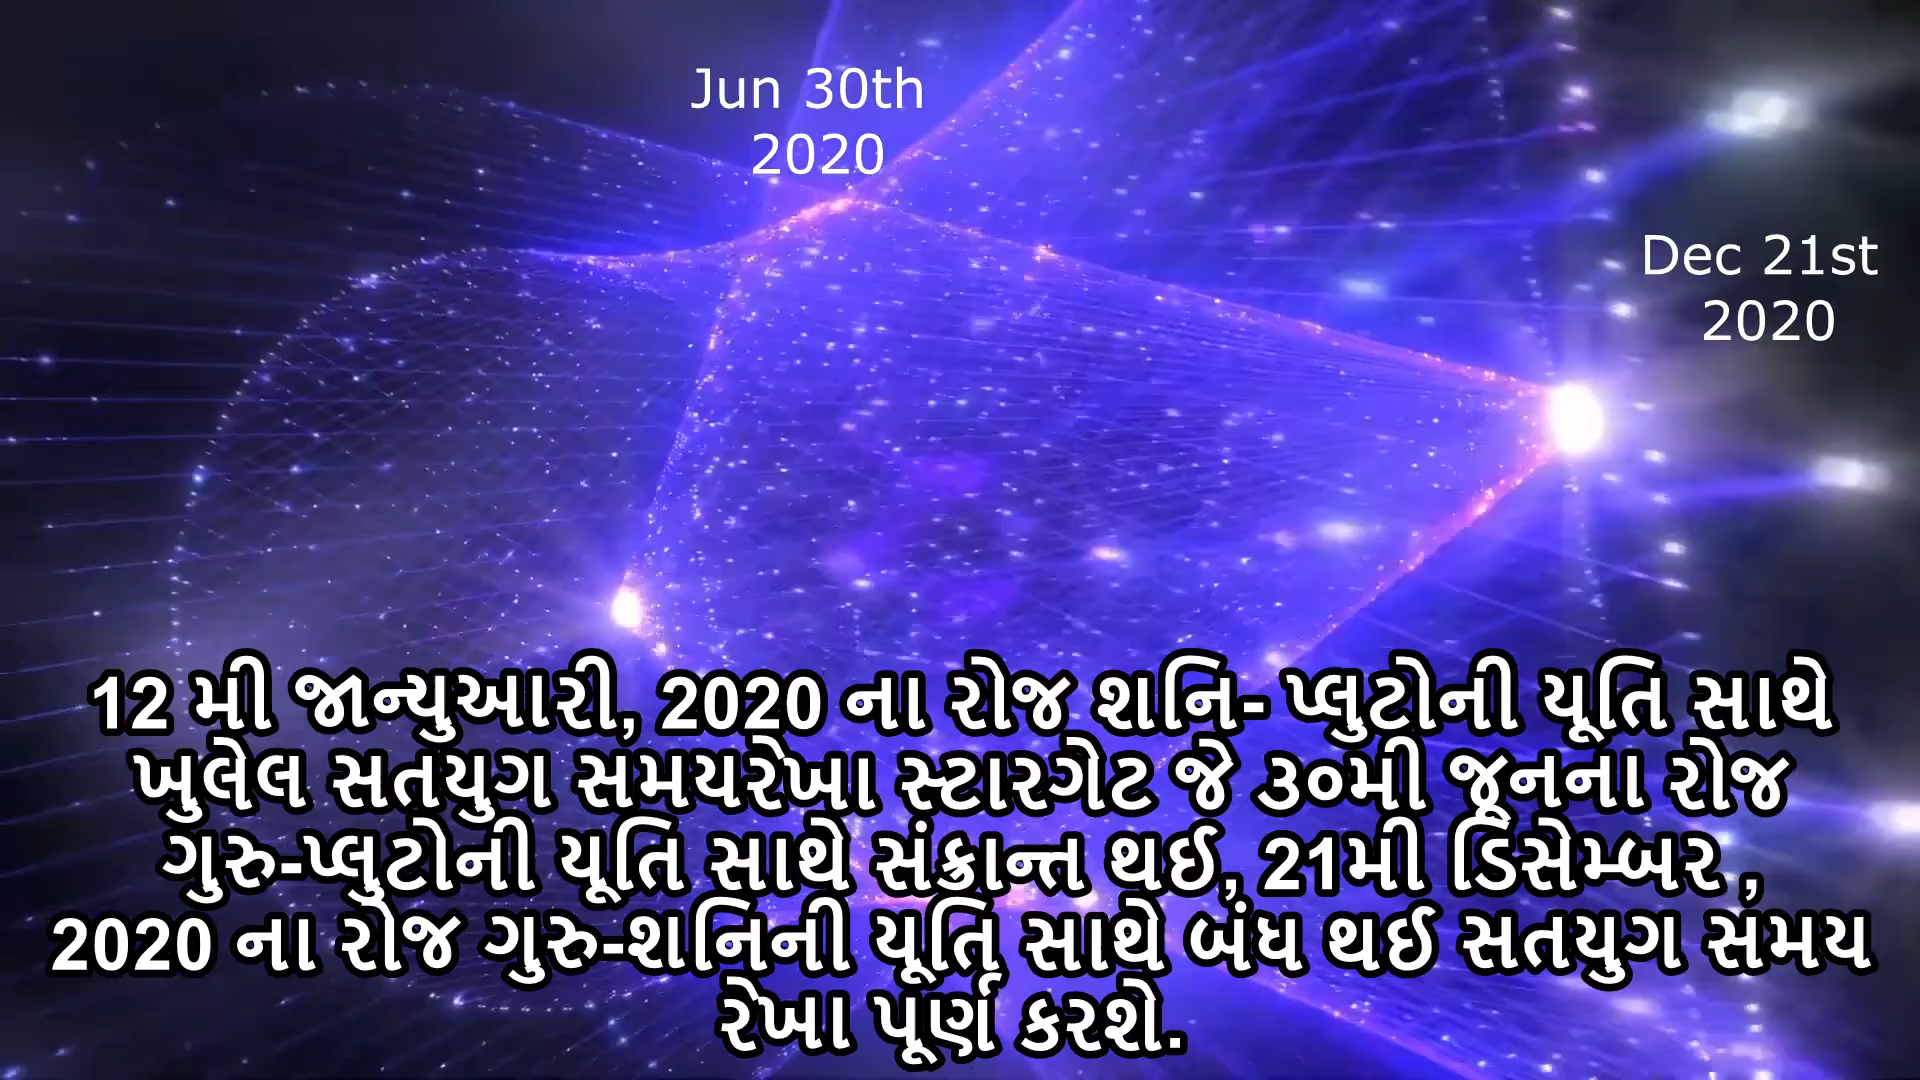 Jun 30th
2020
Dec 21st
2020
12 મી જાન્યુઆરી, 2020 ના રોજ શનિ- પ્લુટોની યૂતિ સાથે
ખુલેલ સતયુગ સમયરેખા સ્ટારગેટ જે ૩૦મી જૂનના રોજ
ગુરુ-પ્લુટોની યૂતિ સાથે સંક્રાન્ત થઈ, 21મી ડિસેમ્બર ,
2020 ના રોજ ગુરુ-શનિની યૂતિ સાથે બંધ થઈ સતયુગ સમય
રેખા પૂર્ણ કરશે.